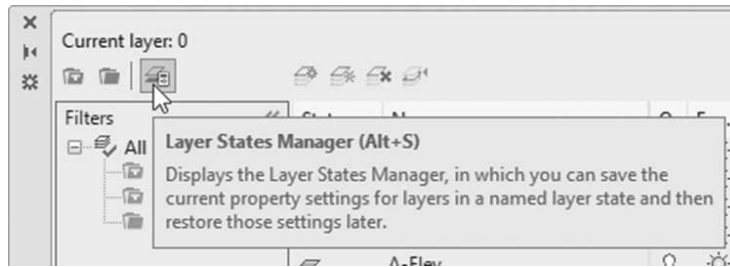 Current layer: 0
Filters
All
Layer States Manager (Alt+S)
Displays the Layer States Manager, in which you can save the
current property settings for layers in a named layer state and then
restore those settings later.
A-Elev